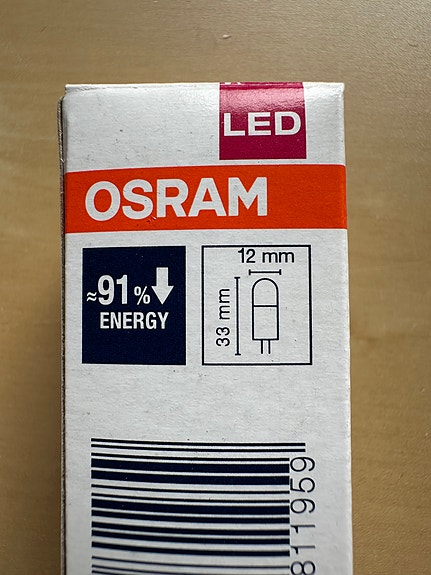 LED
OSRAM
≈91% ENERGY
12 mm
33 mm
811959